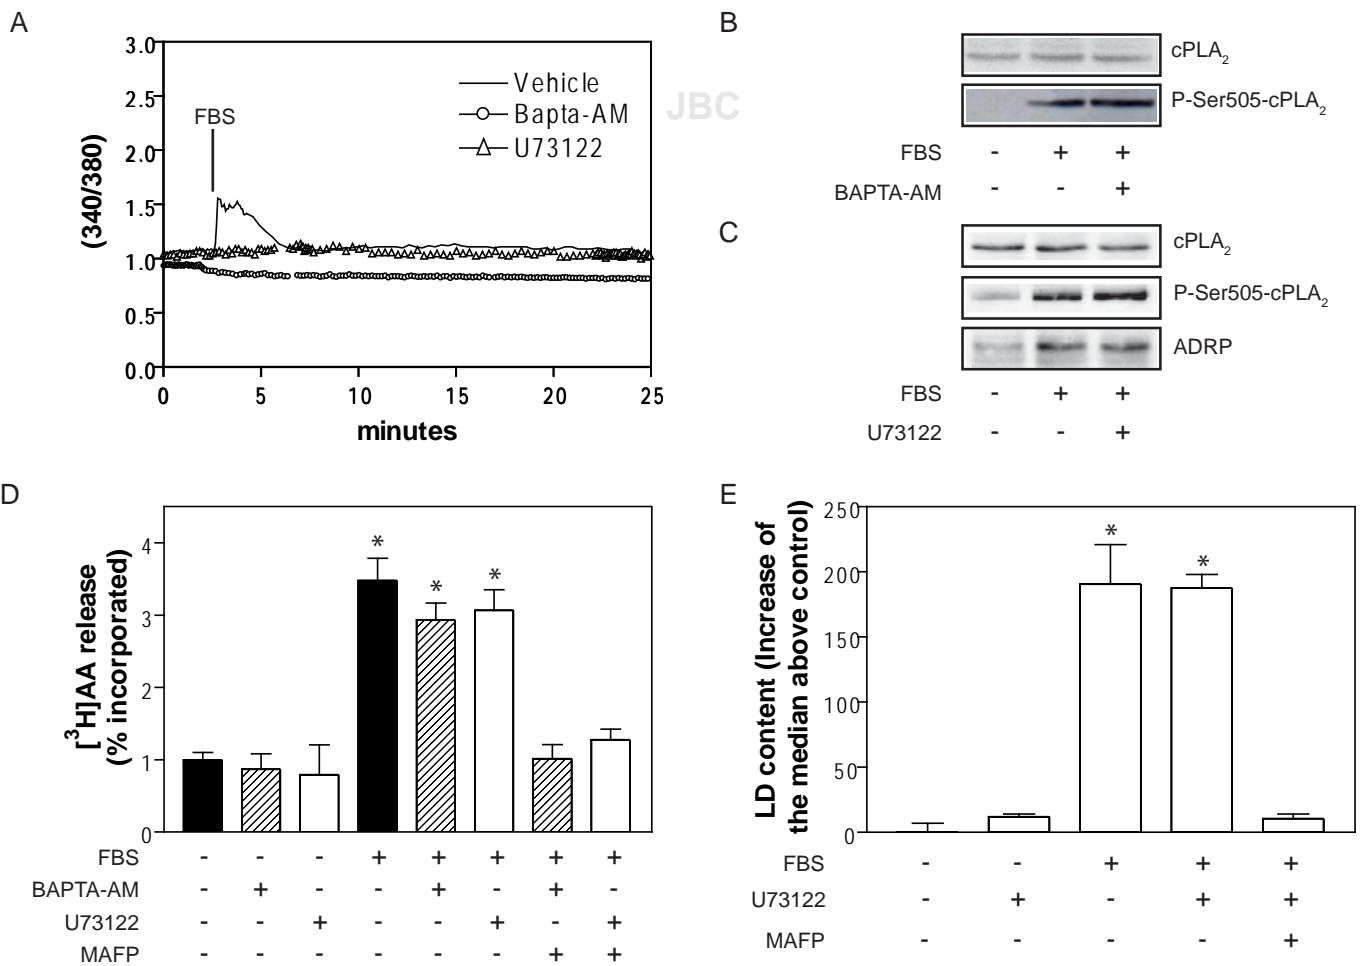 A
3.0
2.5
2.0
1.5
1.0
0.5
0.0
(340/380)
FBS
Vehicle
Bapta-AM
U73122
0 5 10 15 20 25
minutes
JBC
B
cPLA2
P-Ser505-cPLA2
FBS - + +
BAPTA-AM - - +
C
cPLA2
P-Ser505-cPLA2
ADRP
FBS - + +
U73122 - - +
D
[3H]AA release
(% incorporated)
4
3
2
1
0
* * *
FBS - - - + + + + +
BAPTA-AM - + - - + - + -
U73122 - - + - - + - +
MAFP - - - - - - + +
E
LD content (Increase of
the median above control)
250
200
150
100
50
0
* *
FBS - - + + +
U73122 - + - + +
MAFP - - - - +